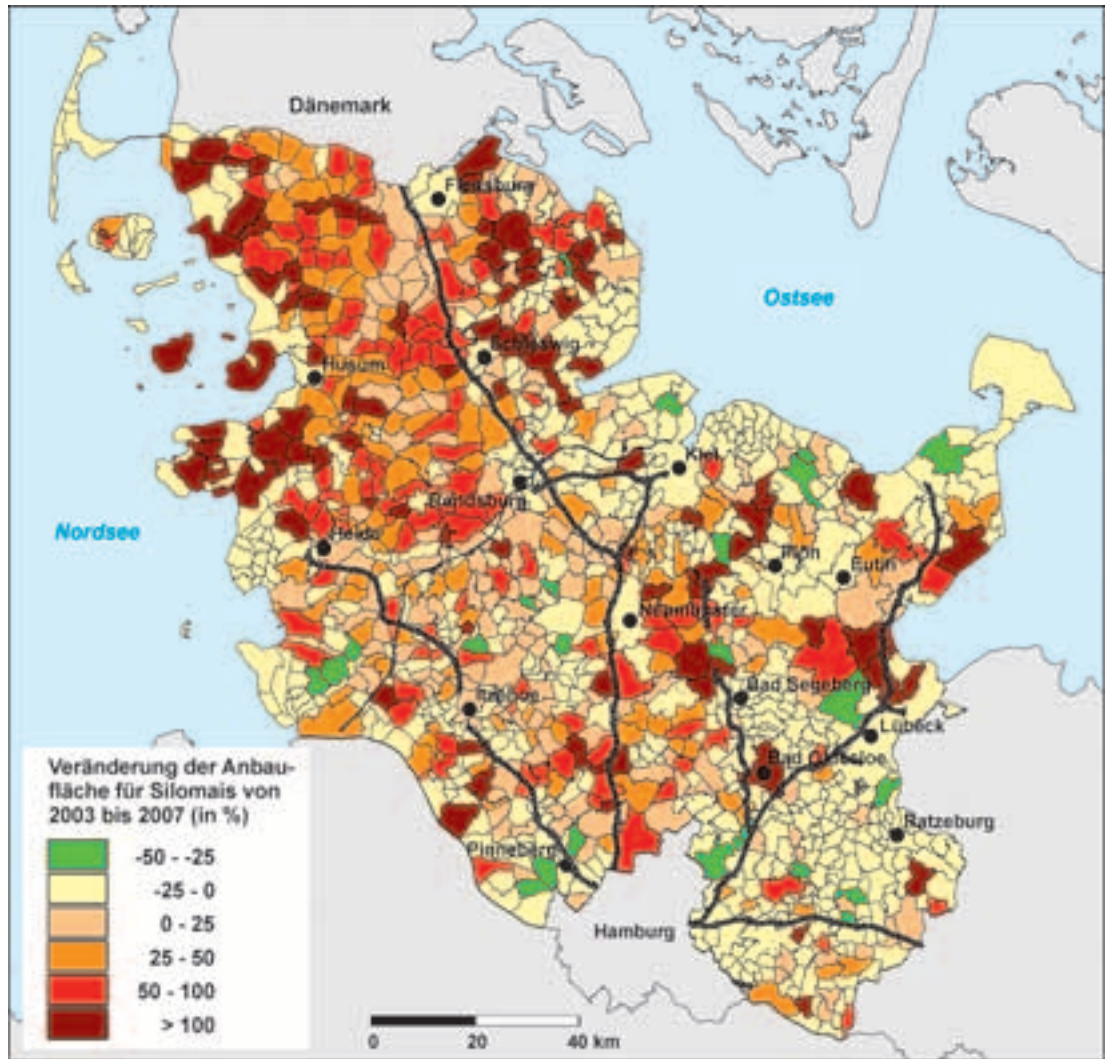 Dänemark
Flensburg
Ostsee
Schleswig
Husum
Kiel
Rendsburg
Nordsee
Heide
Plön
Eutin
Neumünster
Bad Segeberg
Itzehoe
Lübeck
Bad Oldesloe
Ratzeburg
Pinneberg
Hamburg
Veränderung der Anbau-
fläche für Silomais von
2003 bis 2007 (in %)
-50 - -25
-25 - 0
0 - 25
25 - 50
50 - 100
> 100
0 20 40 km